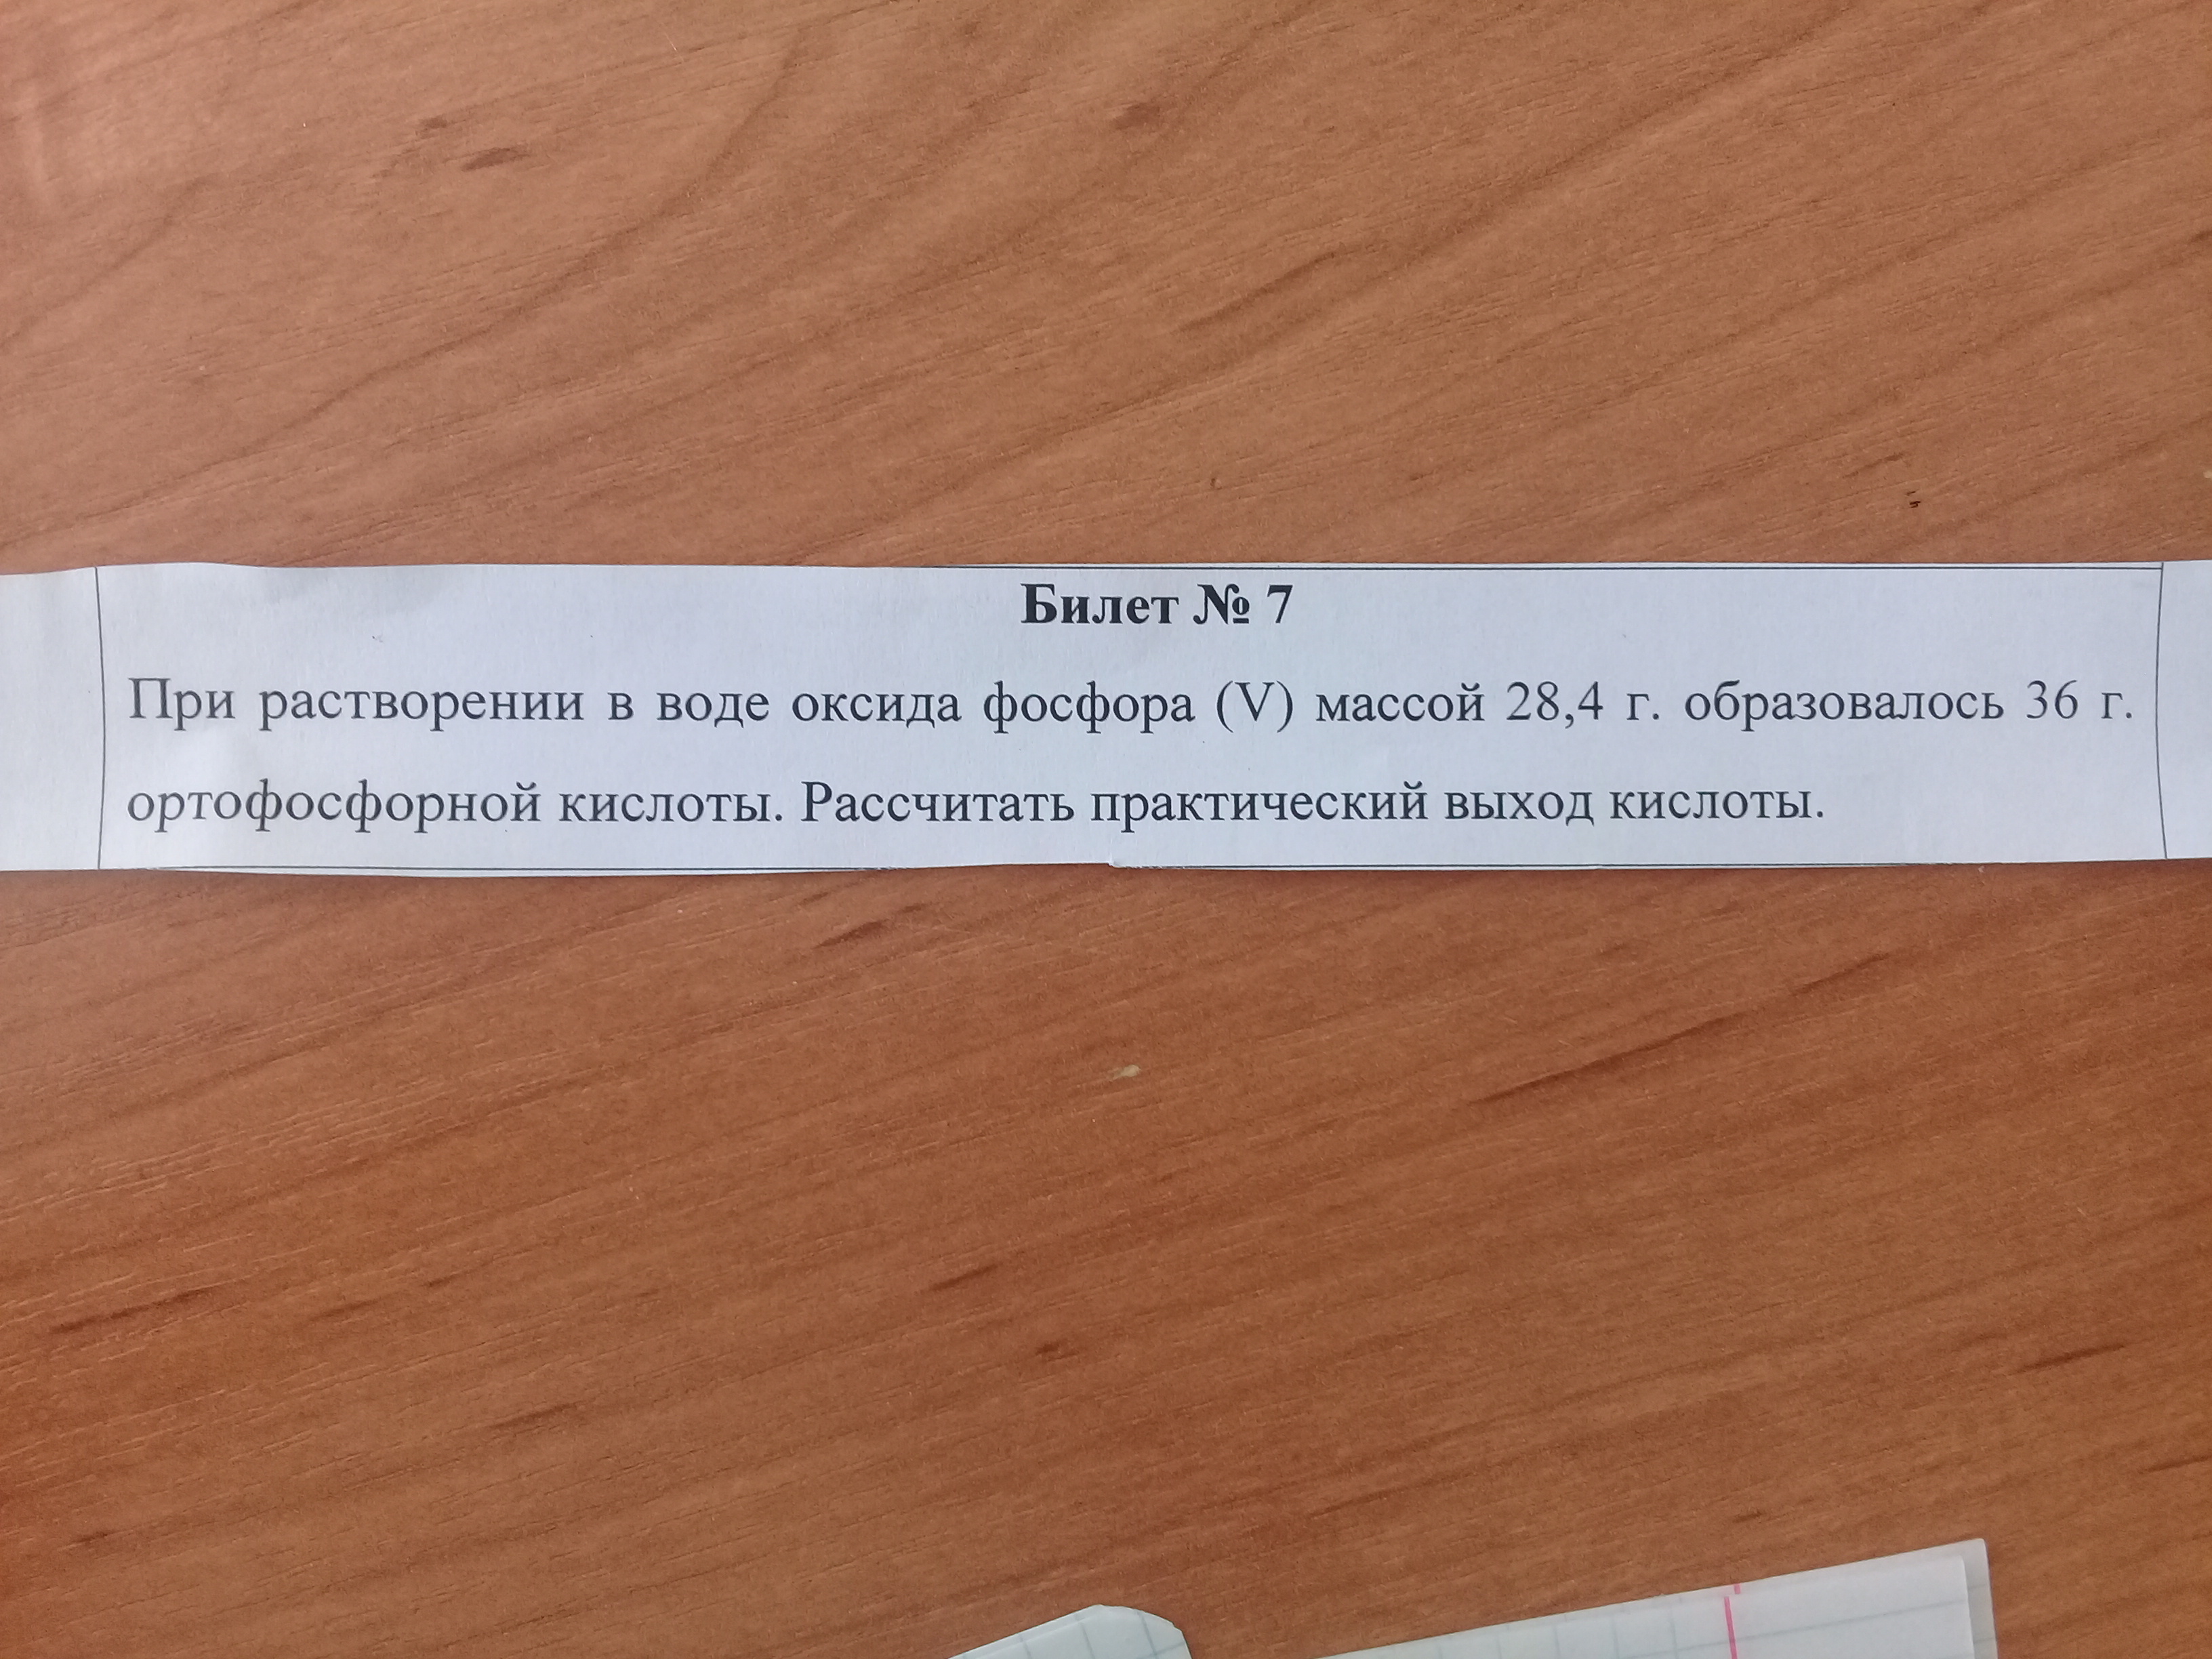 Билет № 7
При растворении в воде оксида фосфора (V) массой 28,4 г. образовалось 36 г.
ортофосфорной кислоты. Рассчитать практический выход кислоты.